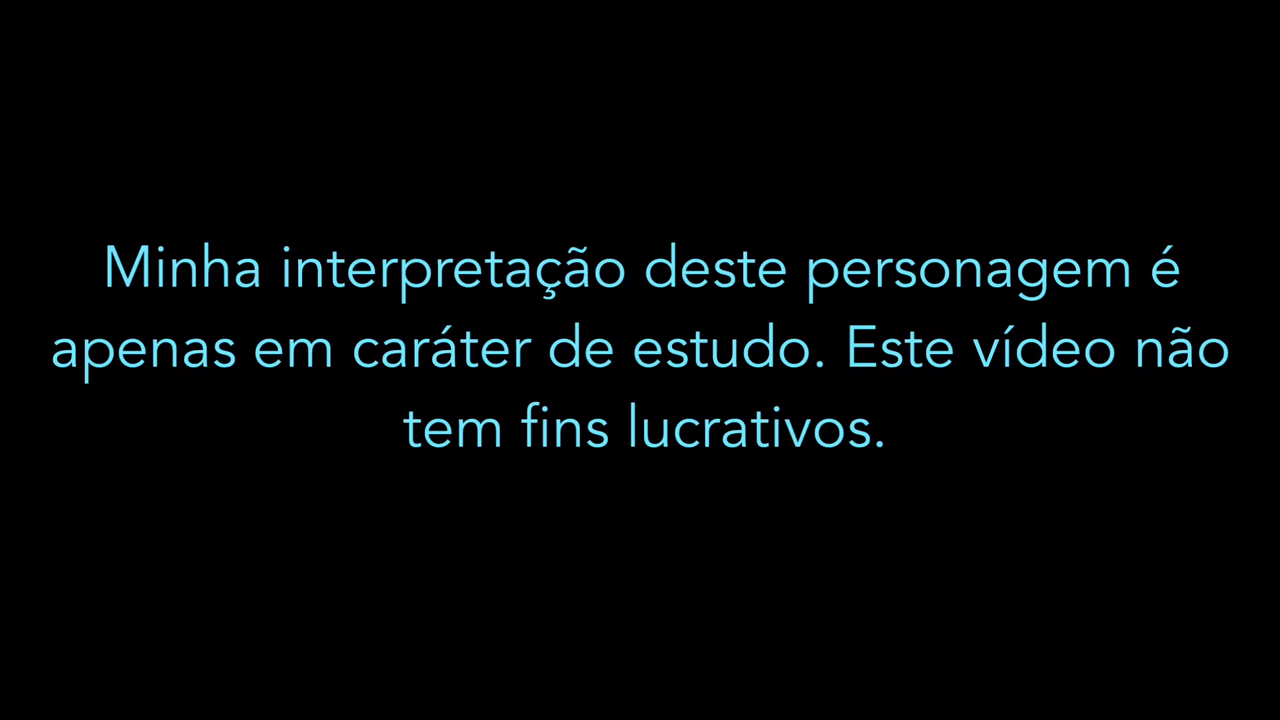 Minha interpretação deste personagem é
apenas em caráter de estudo. Este vídeo não
tem fins lucrativos.